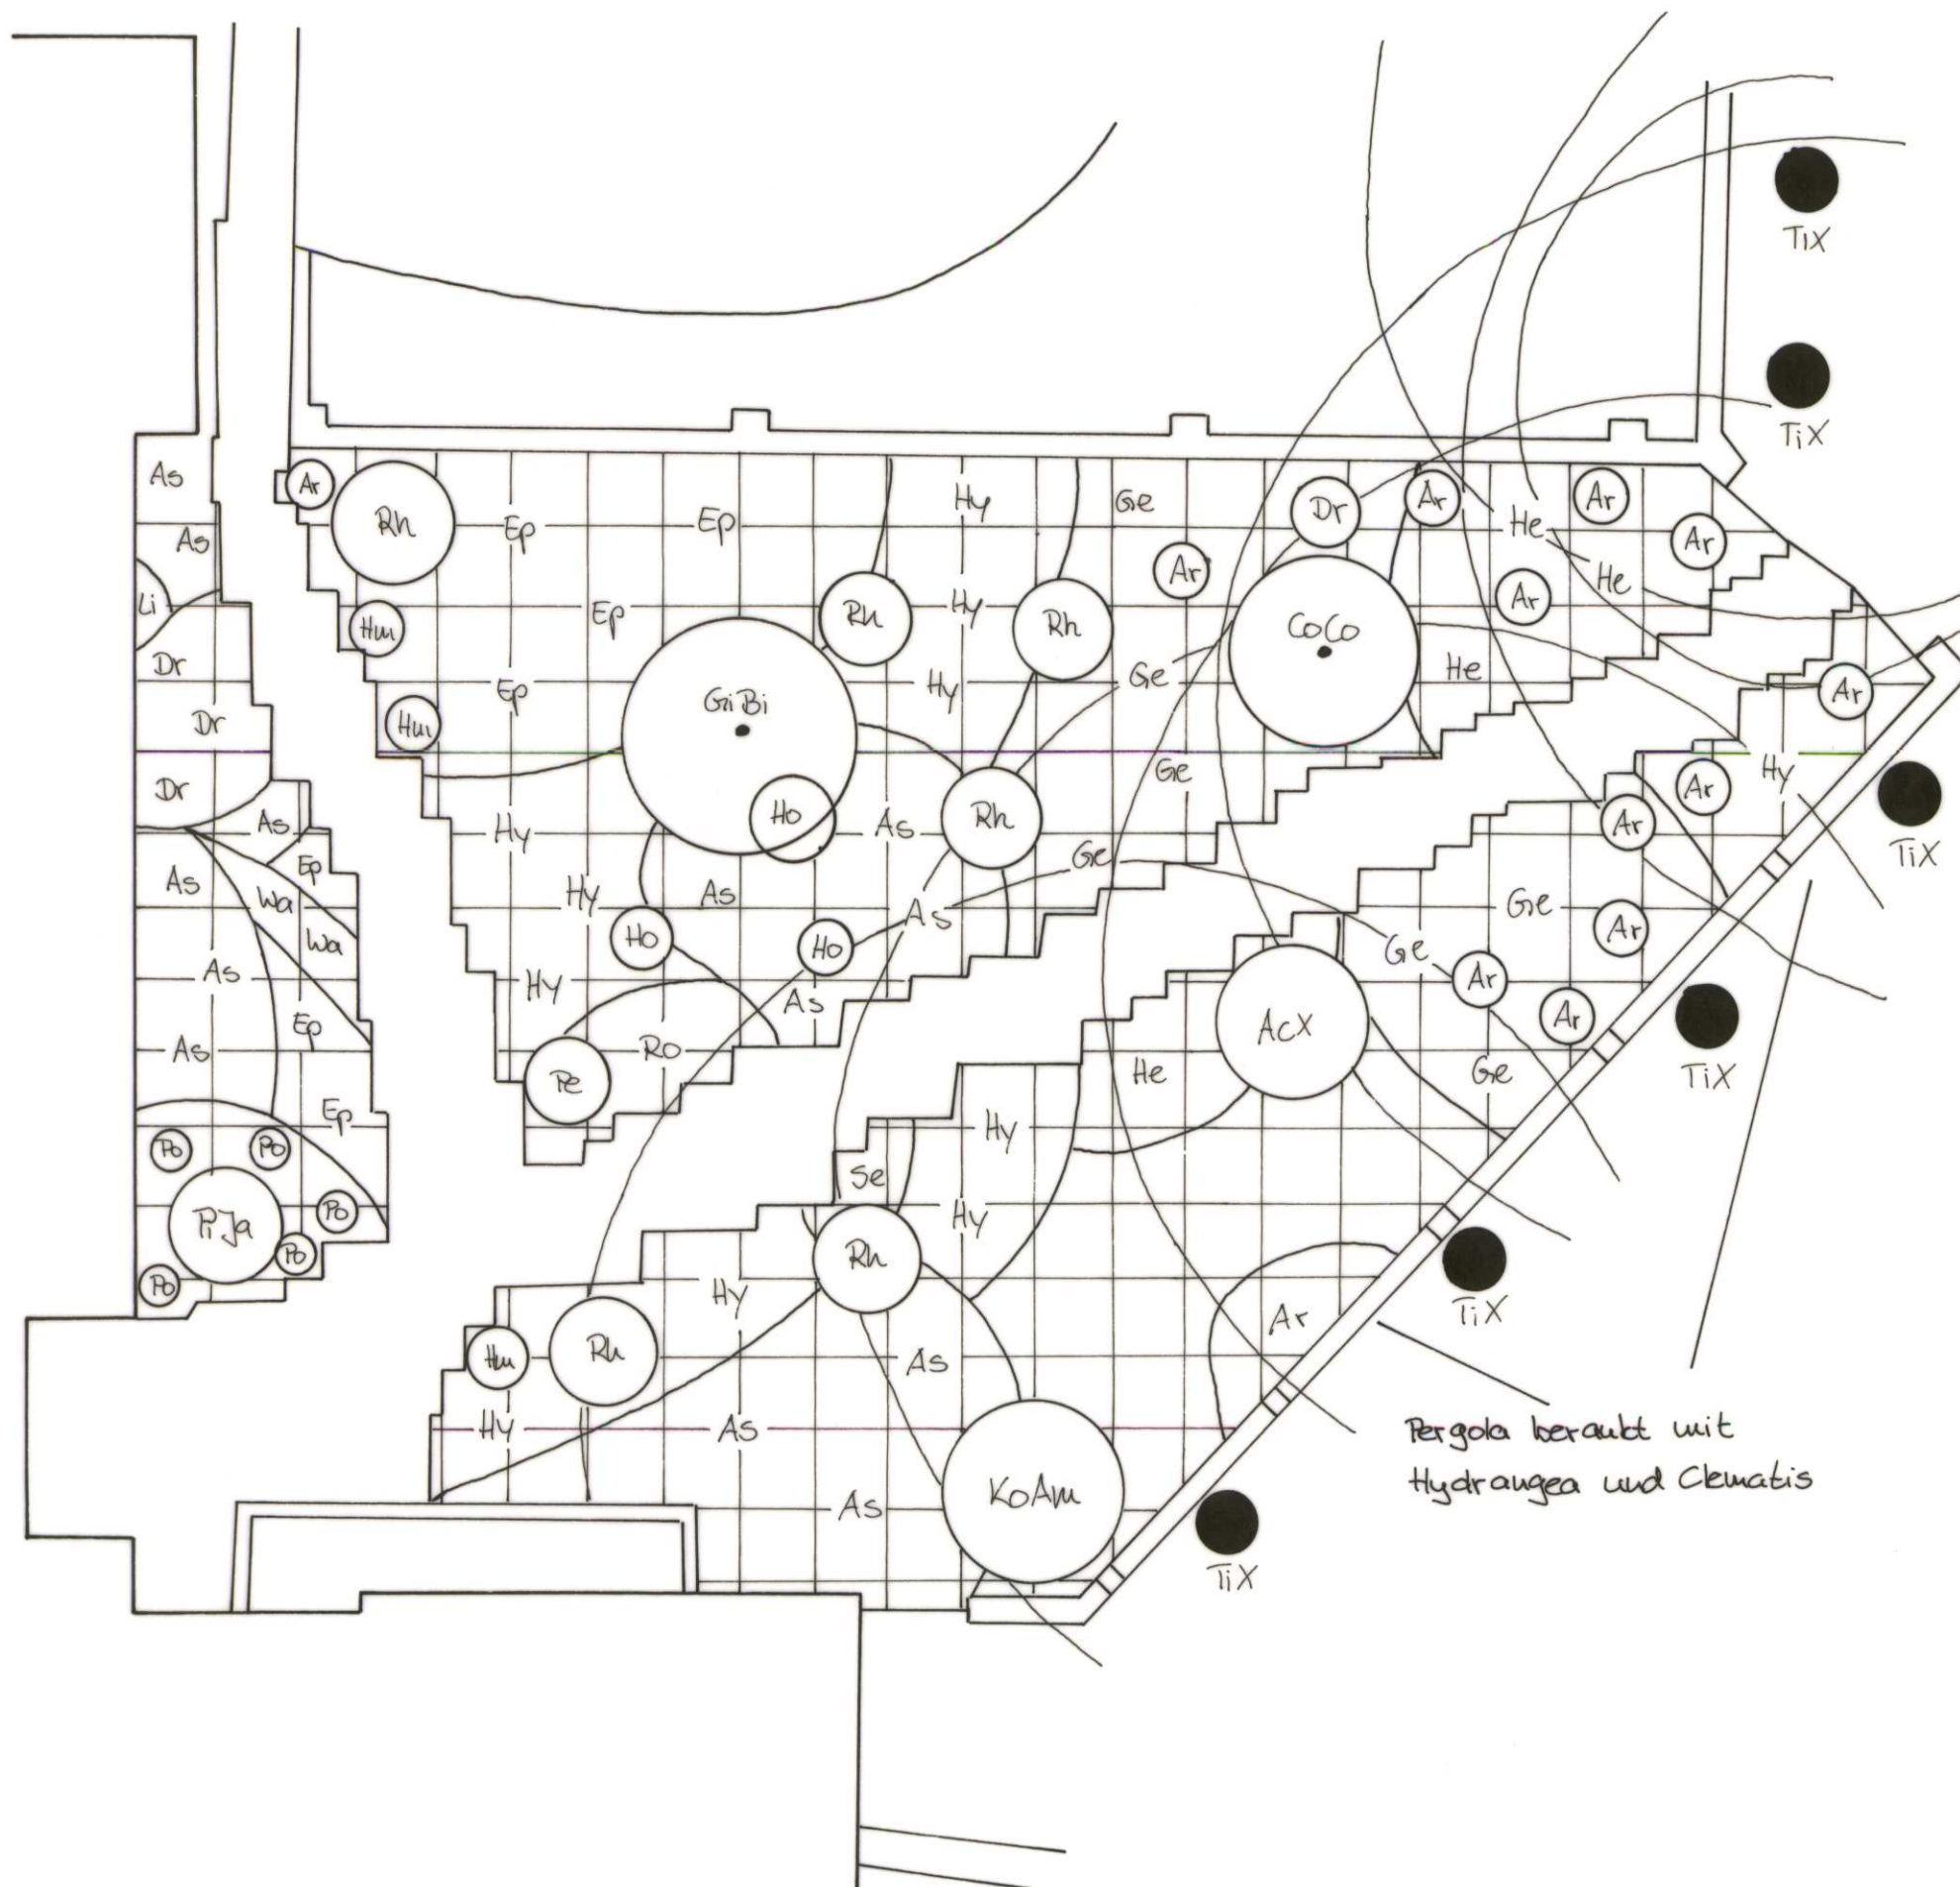 TiX
TiX
As
Ar
Rh
Ep
Ep
Hy
Ge
Dr
Ar
He
Ar
Ar
As
Li
Hm
Ep
Rh
Hy
Rh
Ar
CoCo
Ar
He
Dr
Ep
GiBi
Hy
Ge
He
Ar
Dr
Hm
Dr
As
Hy
Ho
As
Rh
Ge
Ar
Ar
Hy
TiX
As
Ep
Wa
Hy
As
Ge
Ge
Wa
Ho
Ho
As
Ge
Ar
As
Hy
As
Ar
Ar
TiX
Ep
As
Pe
Ro
He
AcX
Ge
Ep
Po
Po
Hy
Se
PiJa
Po
Po
Po
Hy
Rh
Hy
TiX
Hm
Rh
As
Ar
Hy
As
As
KoAm
TiX
Pergola berankt mit
Hydrangea und Clematis